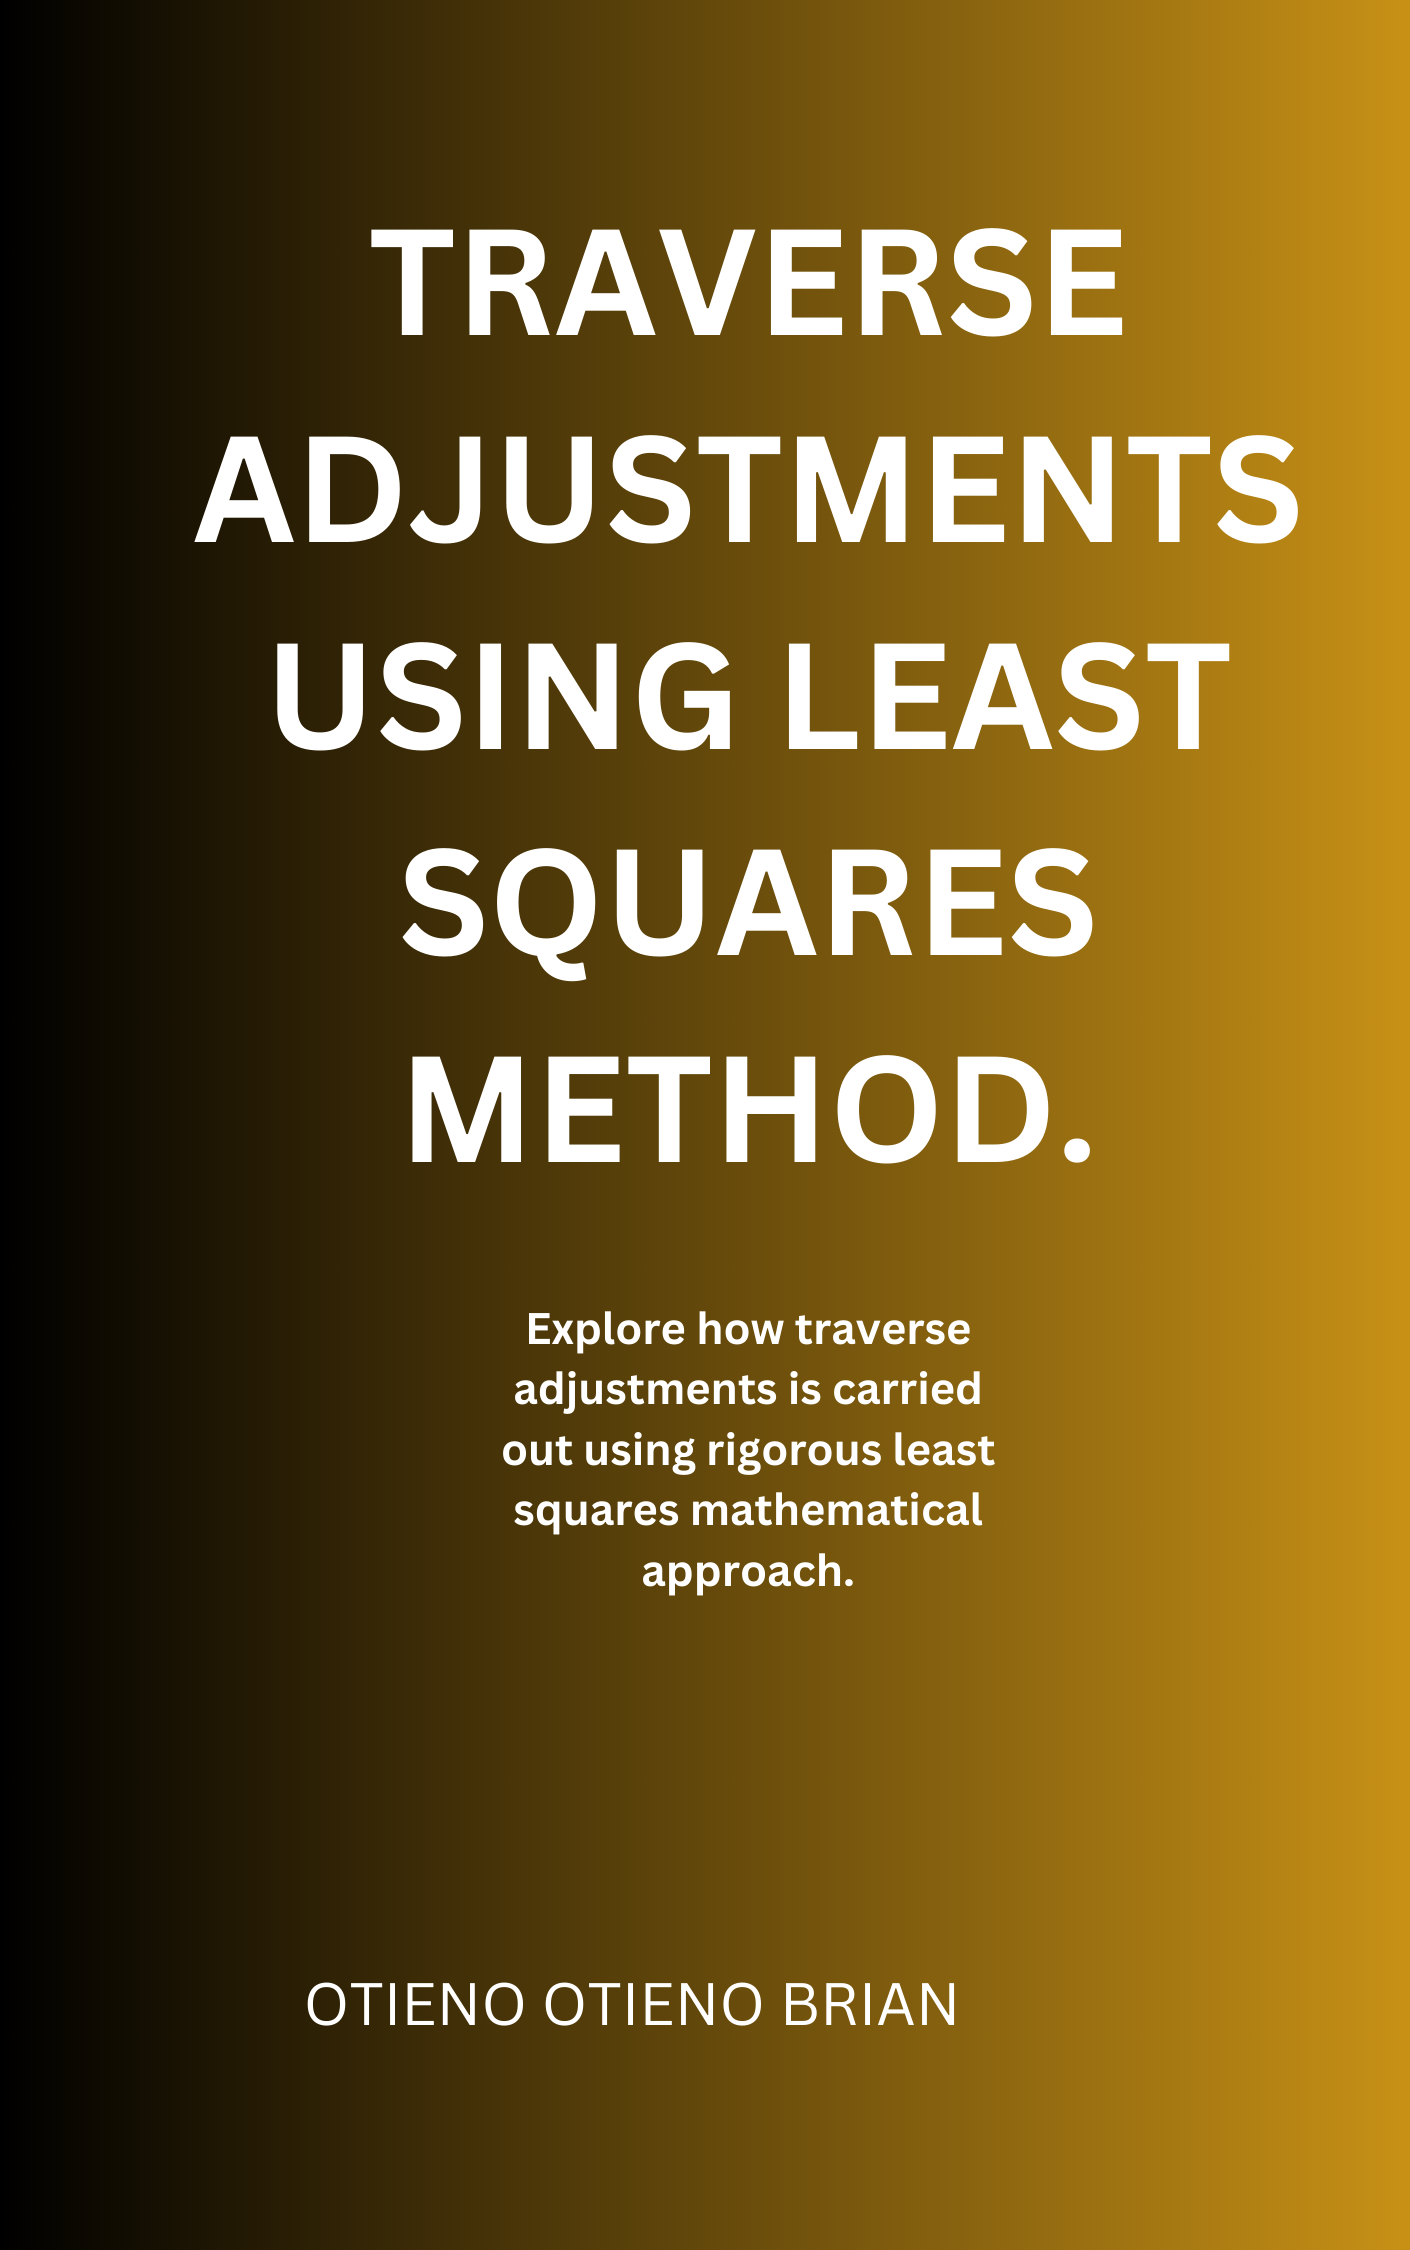 TRAVERSE
ADJUSTMENTS
USING LEAST
SQUARES
METHOD.
Explore how traverse
adjustments is carried
out using rigorous least
squares mathematical
approach.
OTIENO OTIENO BRIAN